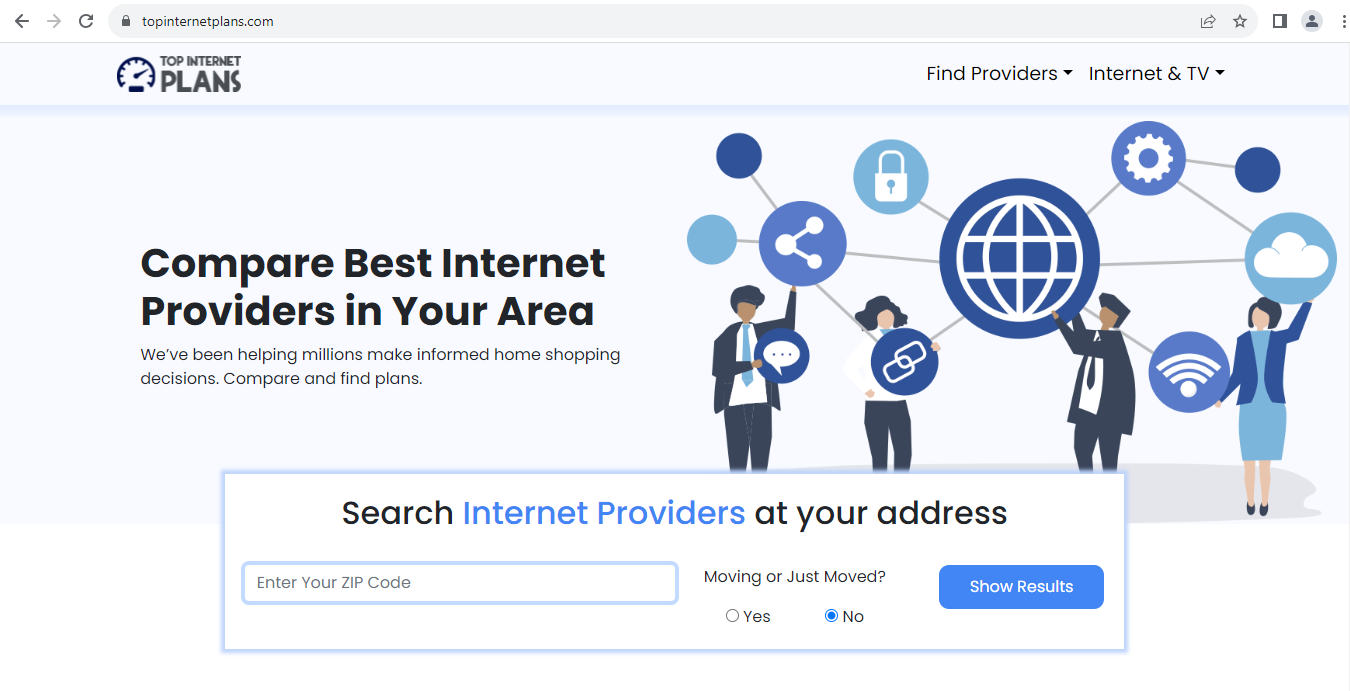 topinternetplans.com
TOP INTERNET
PLANS
Find Providers
Internet & TV
Compare Best Internet
Providers in Your Area
We’ve been helping millions make informed home shopping
decisions. Compare and find plans.
Search Internet Providers at your address
Enter Your ZIP Code
Moving or Just Moved?
Yes
No
Show Results